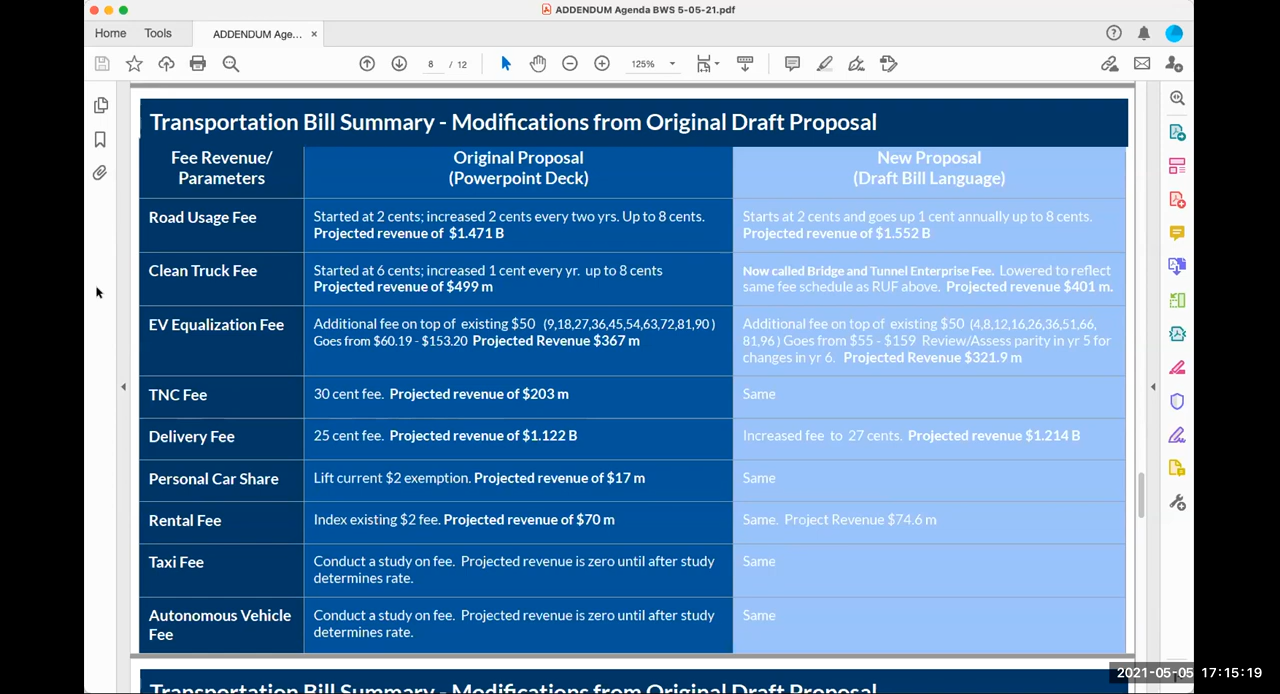 ADDENDUM Agenda BWS 5-05-21.pdf
Home Tools ADDENDUM Age... ×
8 / 12 125%
Transportation Bill Summary - Modifications from Original Draft Proposal
Fee Revenue/
Parameters
Original Proposal
(Powerpoint Deck)
New Proposal
(Draft Bill Language)
Road Usage Fee
Started at 2 cents; increased 2 cents every two yrs. Up to 8 cents.
Projected revenue of $1.471 B
Starts at 2 cents and goes up 1 cent annually up to 8 cents.
Projected revenue of $1.552 B
Clean Truck Fee
Started at 6 cents; increased 1 cent every yr. up to 8 cents
Projected revenue of $499 m
Now called Bridge and Tunnel Enterprise Fee. Lowered to reflect
same fee schedule as RUF above. Projected revenue $401 m.
EV Equalization Fee
Additional fee on top of existing $50 (9,18,27,36,45,54,63,72,81,90 )
Goes from $60.19 - $153.20 Projected Revenue $367 m
Additional fee on top of existing $50 (4,8,12,16,26,36,51,66,
81,96 ) Goes from $55 - $159 Review/Assess parity in yr 5 for
changes in yr 6. Projected Revenue $321.9 m
TNC Fee
30 cent fee. Projected revenue of $203 m
Same
Delivery Fee
25 cent fee. Projected revenue of $1.122 B
Increased fee to 27 cents. Projected revenue $1.214 B
Personal Car Share
Lift current $2 exemption. Projected revenue of $17 m
Same
Rental Fee
Index existing $2 fee. Projected revenue of $70 m
Same. Project Revenue $74.6 m
Taxi Fee
Conduct a study on fee. Projected revenue is zero until after study
determines rate.
Same
Autonomous Vehicle
Fee
Conduct a study on fee. Projected revenue is zero until after study
determines rate.
Same
Transportation Bill Summary - Modifications from Original Draft Proposal
2021-05-05 17:15:19